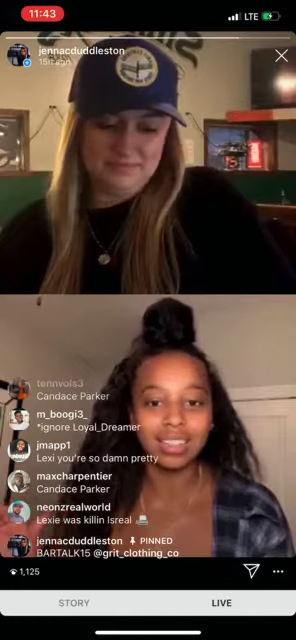 11:43
LTE
jennacduddleston
15h ago
tennvols3
Candace Parker
m_boogi3_
*ignore Loyal_Dreamer
jmapp1
Lexi you're so damn pretty
maxcharpentier
Candace Parker
neonzrealworld
Lexie was killin Isreal
jennacduddleston PINNED
BARTALK15 @grit_clothing_co
1,125
STORY LIVE